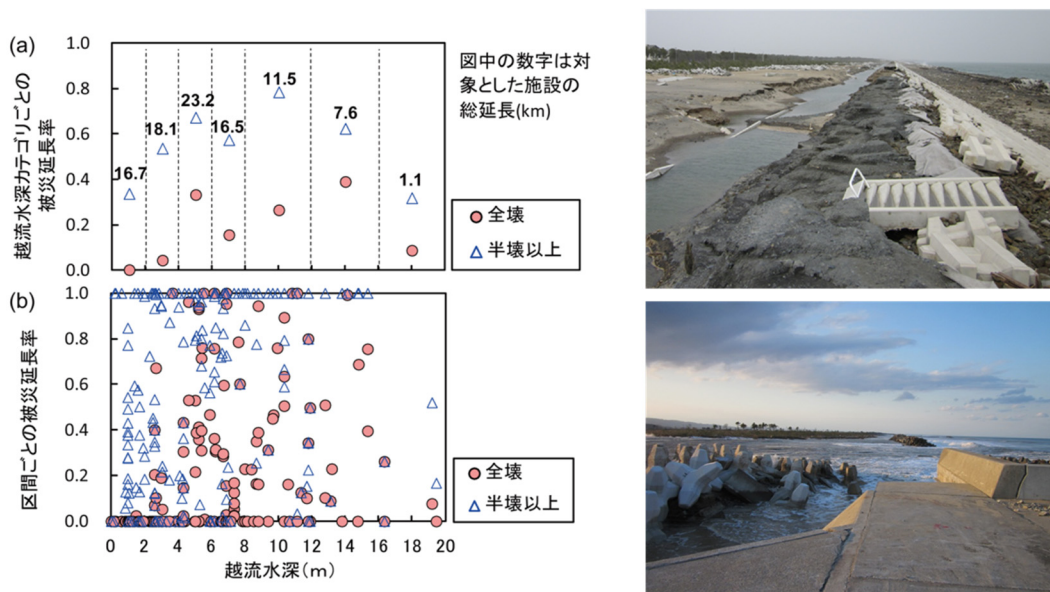 (a)
越流水深カテゴリごとの
被災延長率
1.0
0.8
0.6
0.4
0.2
0.0
16.7
18.1
23.2
16.5
11.5
7.6
1.1
図中の数字は対
象とした施設の
総延長(km)
全壊
半壊以上
(b)
区間ごとの被災延長率
1.0
0.8
0.6
0.4
0.2
0.0
0 2 4 6 8 10 12 14 16 18 20
越流水深(m)
全壊
半壊以上